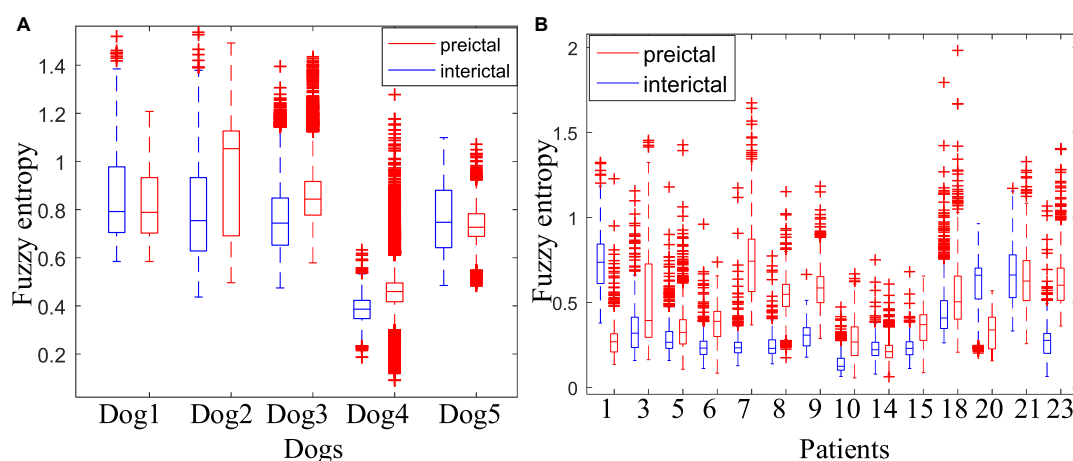 A
Fuzzy entropy
1.4
1.2
1
0.8
0.6
0.4
0.2
preictal
interictal
Dog1 Dog2 Dog3 Dog4 Dog5
Dogs
B
Fuzzy entropy
2
1.5
1
0.5
0
preictal
interictal
1 3 5 6 7 8 9 10 14 15 18 20 21 23
Patients